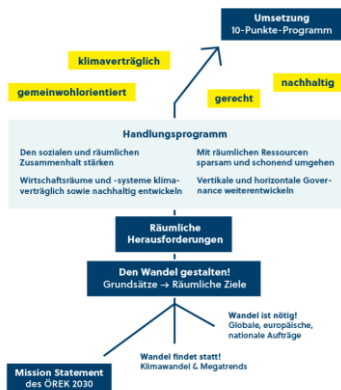 Umsetzung
10-Punkte-Programm
klimaverträglich
nachhaltig
gemeinwohlorientiert
gerecht
Handlungsprogramm
Den sozialen und räumlichen
Zusammenhalt stärken
Mit räumlichen Ressourcen
sparsam und schonend umgehen
Wirtschaftsräume und -systeme klima-
verträglich sowie nachhaltig entwickeln
Vertikale und horizontale Gover-
nance weiterentwickeln
Räumliche
Herausforderungen
Den Wandel gestalten!
Grundsätze → Räumliche Ziele
Wandel ist nötig!
Globale, europäische,
nationale Aufträge
Wandel findet statt!
Klimawandel & Megatrends
Mission Statement
des ÖREK 2030